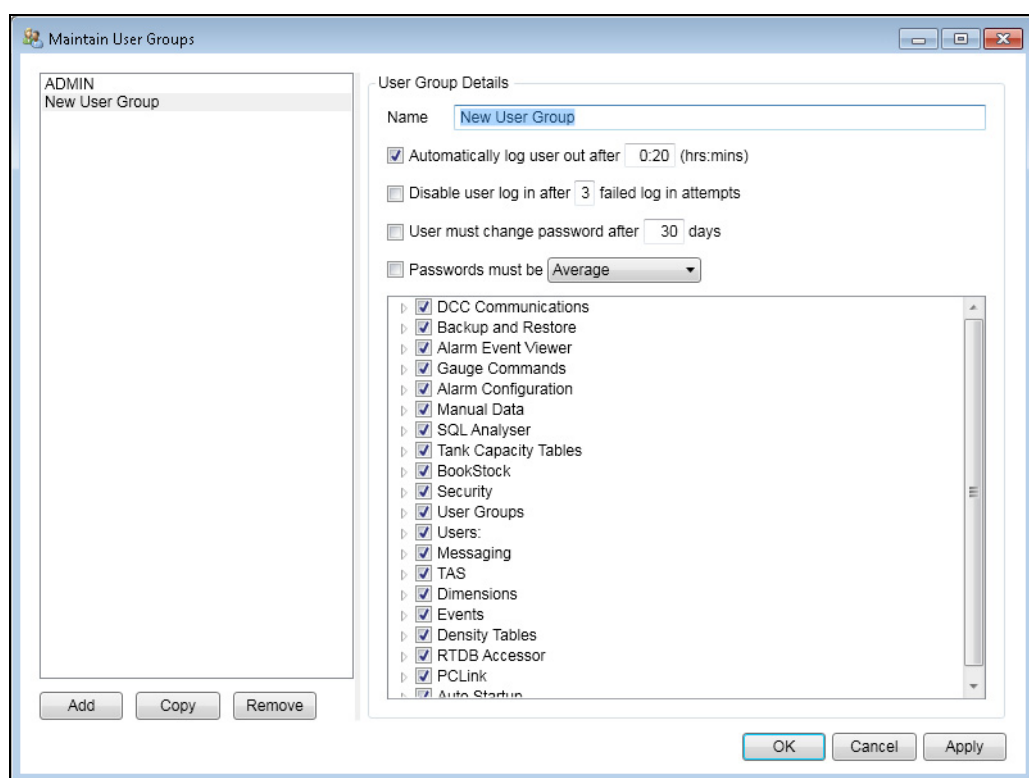 Maintain User Groups
ADMIN
New User Group
User Group Details
Name New User Group
Automatically log user out after 0:20 (hrs:mins)
Disable user log in after 3 failed log in attempts
User must change password after 30 days
Passwords must be Average
DCC Communications
Backup and Restore
Alarm Event Viewer
Gauge Commands
Alarm Configuration
Manual Data
SQL Analyser
Tank Capacity Tables
BookStock
Security
User Groups
Users:
Messaging
TAS
Dimensions
Events
Density Tables
RTDB Accessor
PCLink
Auto Startup
Add Copy Remove
OK Cancel Apply